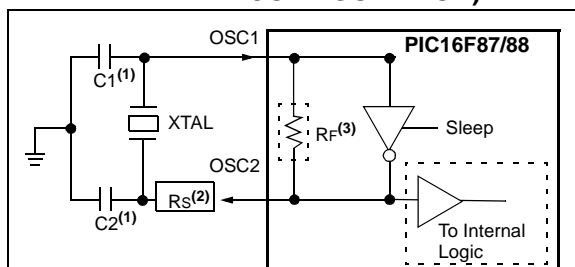 OSC1
PIC16F87/88
C1(1)
XTAL
RF(3)
Sleep
OSC2
C2(1)
RS(2)
To Internal
Logic